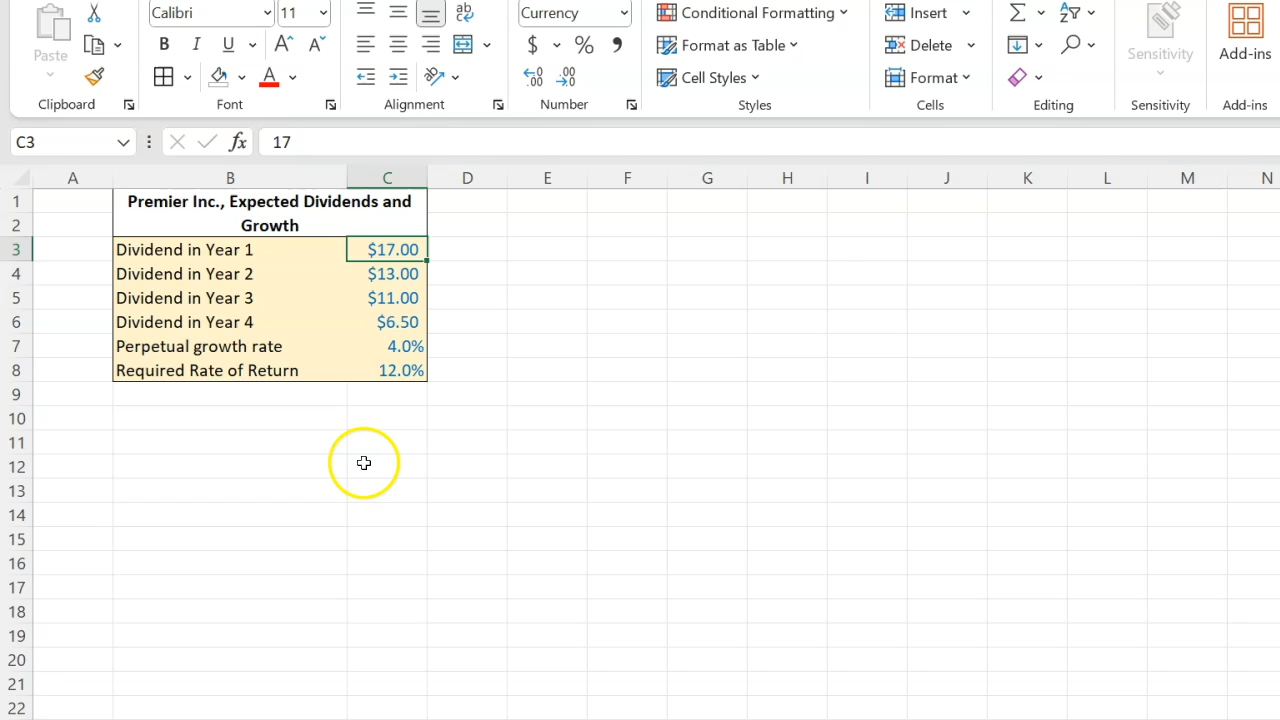 Calibri 11 Currency Conditional Formatting Insert
Paste B I U Format as Table Delete Sensitivity Add-ins
Cell Styles Format
Clipboard Font Alignment Number Styles Cells Editing Sensitivity Add-ins
C3 fx 17
A B C D E F G H I J K L M N
1 Premier Inc., Expected Dividends and
2 Growth
3 Dividend in Year 1 $17.00
4 Dividend in Year 2 $13.00
5 Dividend in Year 3 $11.00
6 Dividend in Year 4 $6.50
7 Perpetual growth rate 4.0%
8 Required Rate of Return 12.0%
9
10
11
12
13
14
15
16
17
18
19
20
21
22